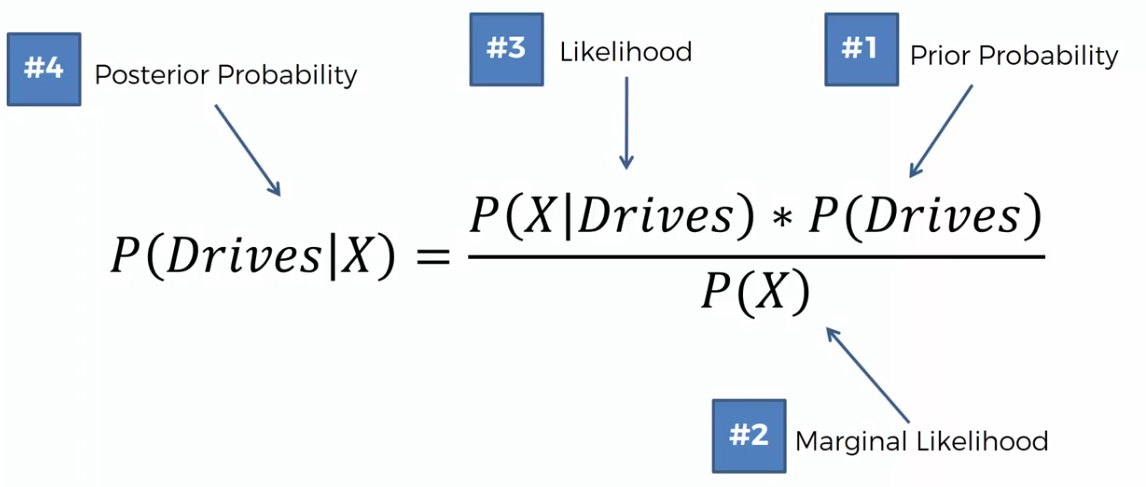 #4 Posterior Probability
#3 Likelihood
#1 Prior Probability
P(Drives|X) = P(X|Drives) * P(Drives)
P(X)
#2 Marginal Likelihood